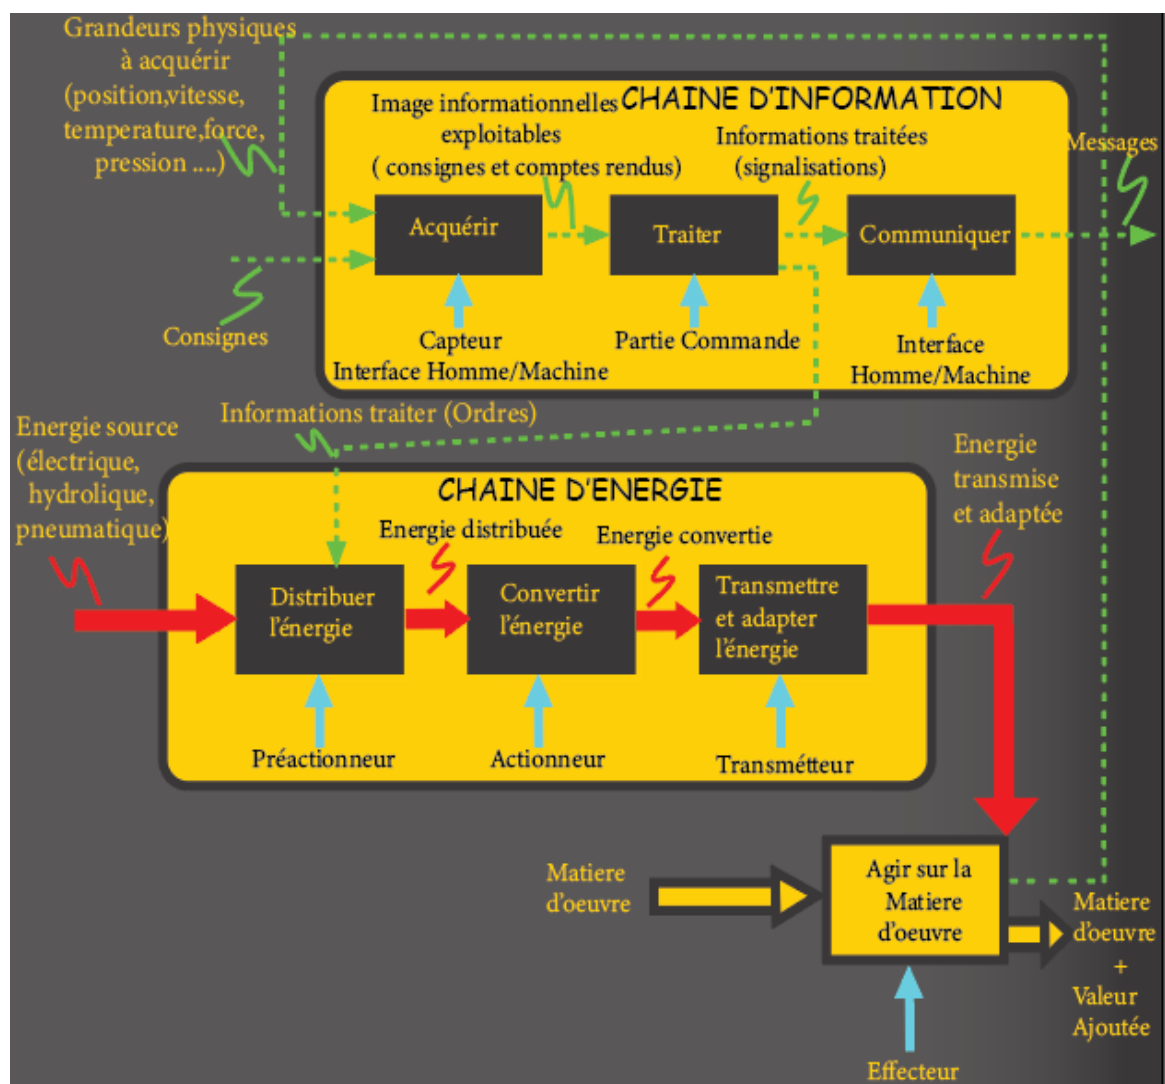 Grandeurs physiques
à acquérir
(position,vitesse,
temperature,force,
pression ....)
CHAINE D'INFORMATION
Image informationnelles
exploitables
( consignes et comptes rendus)
Informations traitées
(signalisations)
Messages
Acquérir
Traiter
Communiquer
Consignes
Capteur
Interface Homme/Machine
Partie Commande
Interface
Homme/Machine
Informations traiter (Ordres)
Energie source
(électrique,
hydrolique,
pneumatique)
CHAINE D'ENERGIE
Energie distribuée
Energie convertie
Energie
transmise
et adaptée
Distribuer
l'énergie
Convertir
l'énergie
Transmettre
et adapter
l'énergie
Préactionneur
Actionneur
Transmétteur
Matiere
d'oeuvre
Agir sur la
Matiere
d'oeuvre
Matiere
d'oeuvre
+
Valeur
Ajoutée
Effecteur